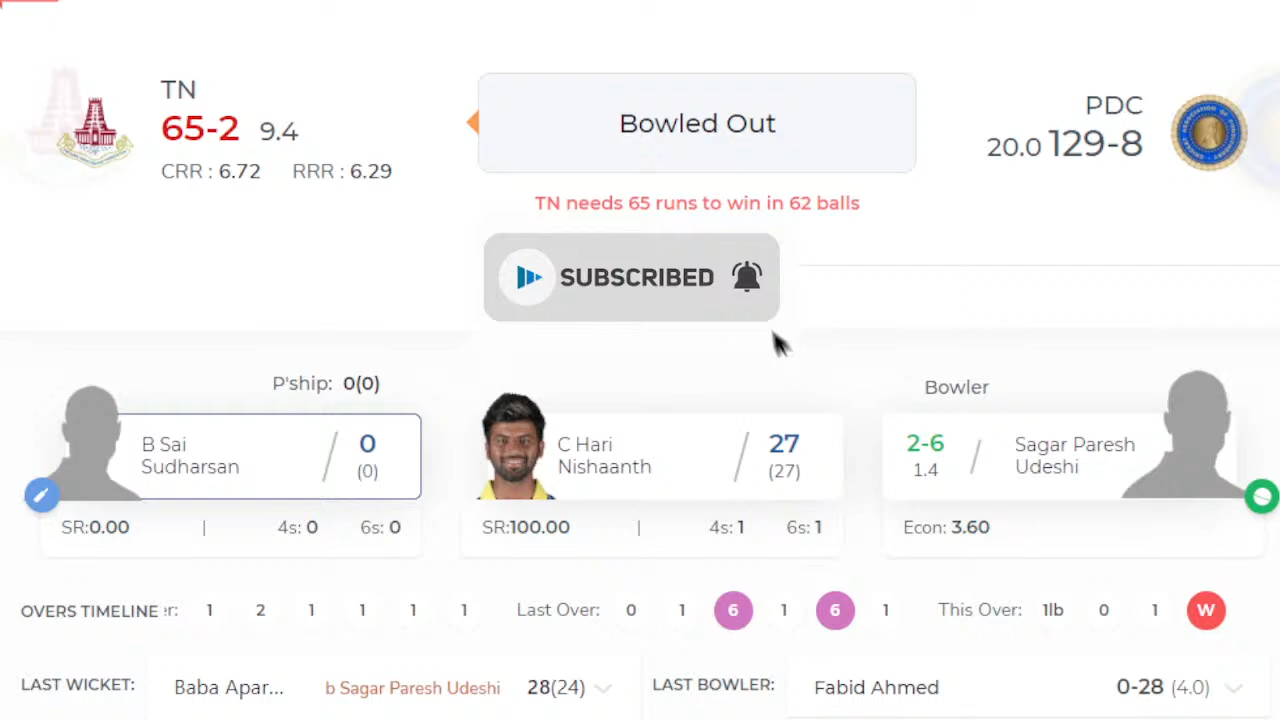 TN
65-2 9.4
CRR : 6.72 RRR : 6.29
Bowled Out
TN needs 65 runs to win in 62 balls
PDC
20.0 129-8
SUBSCRIBED
P'ship: 0(0)
B Sai
Sudharsan
0
(0)
SR:0.00 | 4s: 0 6s: 0
C Hari
Nishaanth
27
(27)
SR:100.00 | 4s: 1 6s: 1
Bowler
2-6
1.4
Sagar Paresh
Udeshi
Econ: 3.60
OVERS TIMELINE r: 1 2 1 1 1 1 Last Over: 0 1 6 1 6 1 This Over: 1lb 0 1 W
LAST WICKET: Baba Apar... b Sagar Paresh Udeshi 28(24) LAST BOWLER: Fabid Ahmed 0-28 (4.0)